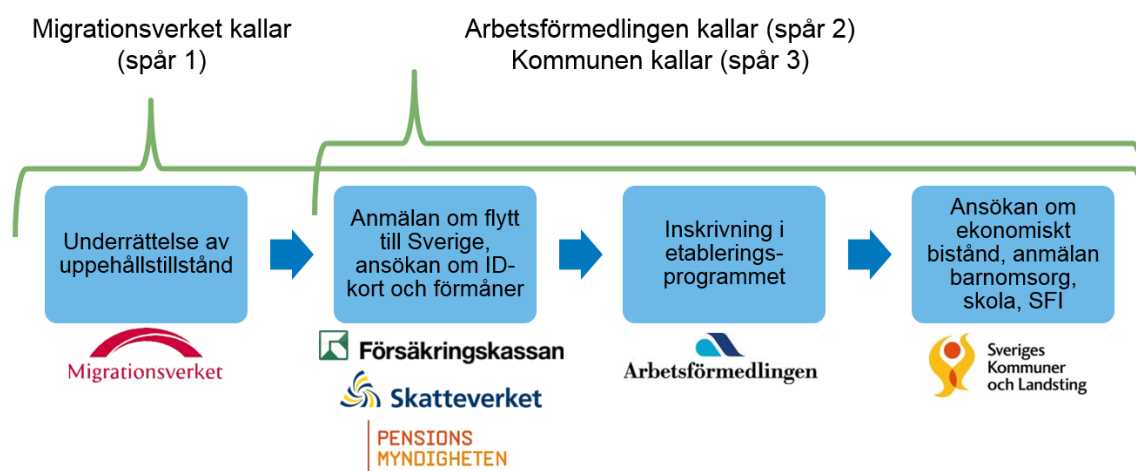 Migrationsverket kallar
(spår 1)
Arbetsförmedlingen kallar (spår 2)
Kommunen kallar (spår 3)
Underrättelse av
uppehållstillstånd
Anmälan om flytt
till Sverige,
ansökan om ID-
kort och förmåner
Inskrivning i
etablerings-
programmet
Ansökan om
ekonomiskt
bistånd, anmälan
barnomsorg,
skola, SFI
Migrationsverket
Försäkringskassan
Skatteverket
PENSIONS
MYNDIGHETEN
Arbetsförmedlingen
Sveriges
Kommuner
och Landsting